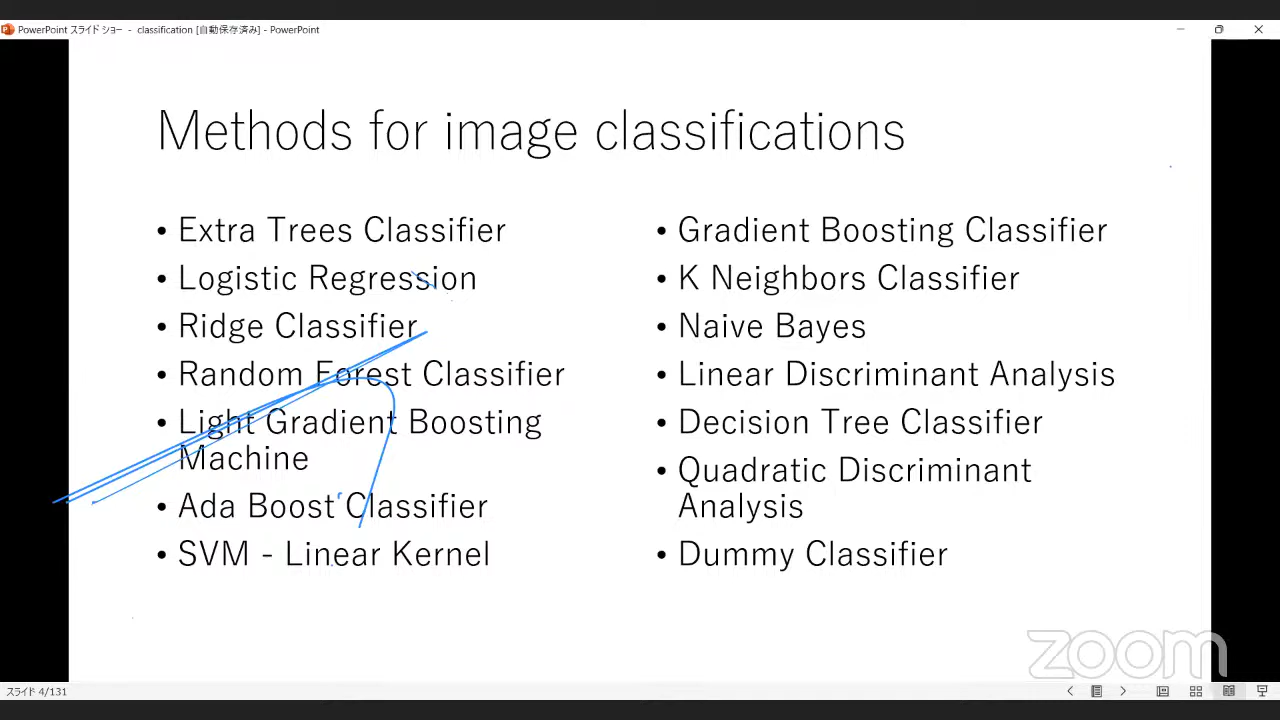 PowerPoint スライド ショー - classification [自動保存済み] - PowerPoint
Methods for image classifications
• Extra Trees Classifier
• Logistic Regression
• Ridge Classifier
• Random Forest Classifier
• Light Gradient Boosting
Machine
• Ada Boost Classifier
• SVM - Linear Kernel
• Gradient Boosting Classifier
• K Neighbors Classifier
• Naive Bayes
• Linear Discriminant Analysis
• Decision Tree Classifier
• Quadratic Discriminant
Analysis
• Dummy Classifier
zoom
スライド 4/131